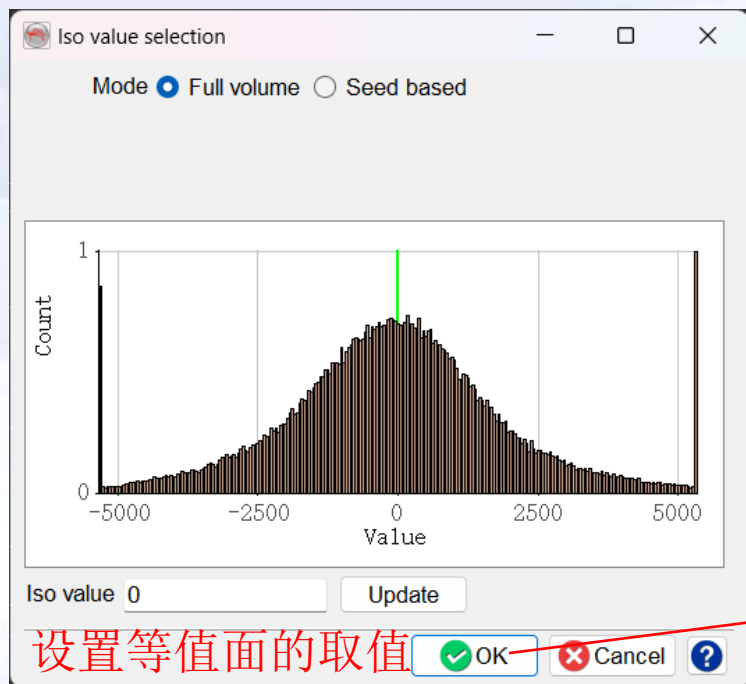 Iso value selection
Mode Full volume Seed based
1
Count
0
-5000 -2500 0 2500 5000
Value
Iso value 0 Update
设置等值面的取值 OK Cancel ?